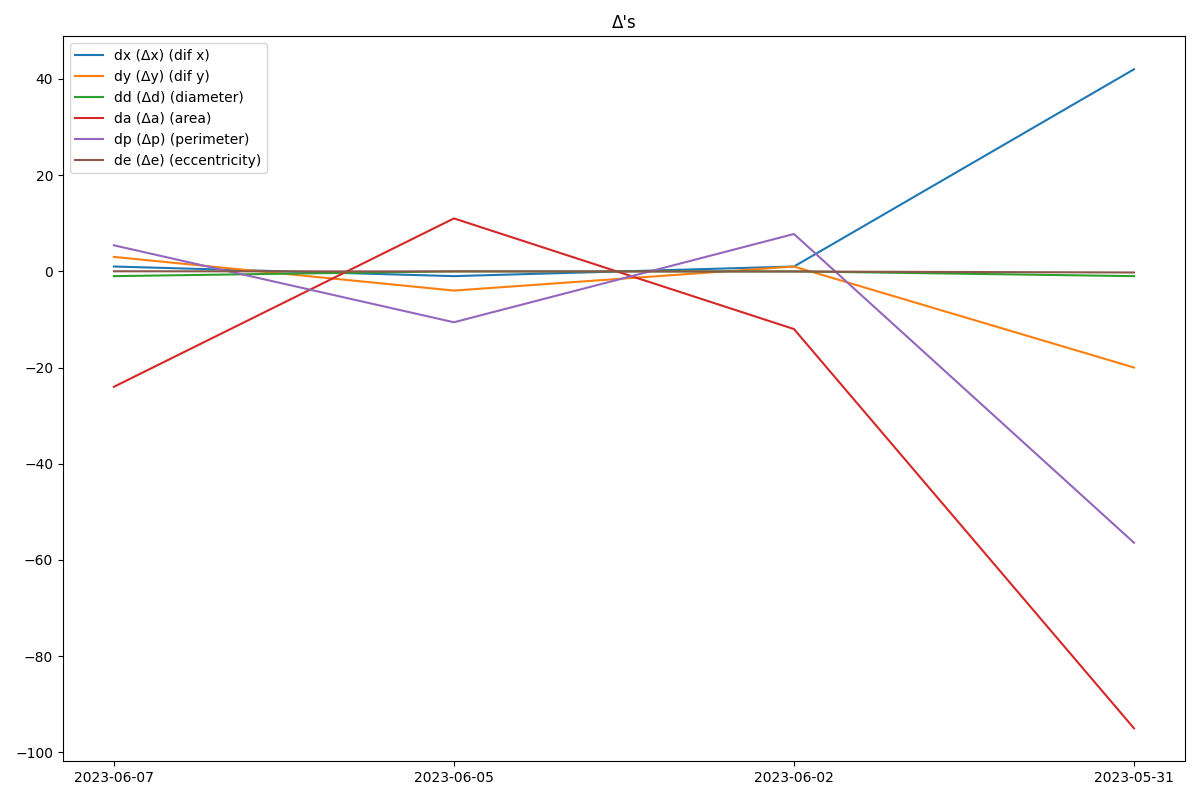 Δ's
dx (Δx) (dif x)
dy (Δy) (dif y)
dd (Δd) (diameter)
da (Δa) (area)
dp (Δp) (perimeter)
de (Δe) (eccentricity)
40
20
0
−20
−40
−60
−80
−100
2023-06-07 2023-06-05 2023-06-02 2023-05-31